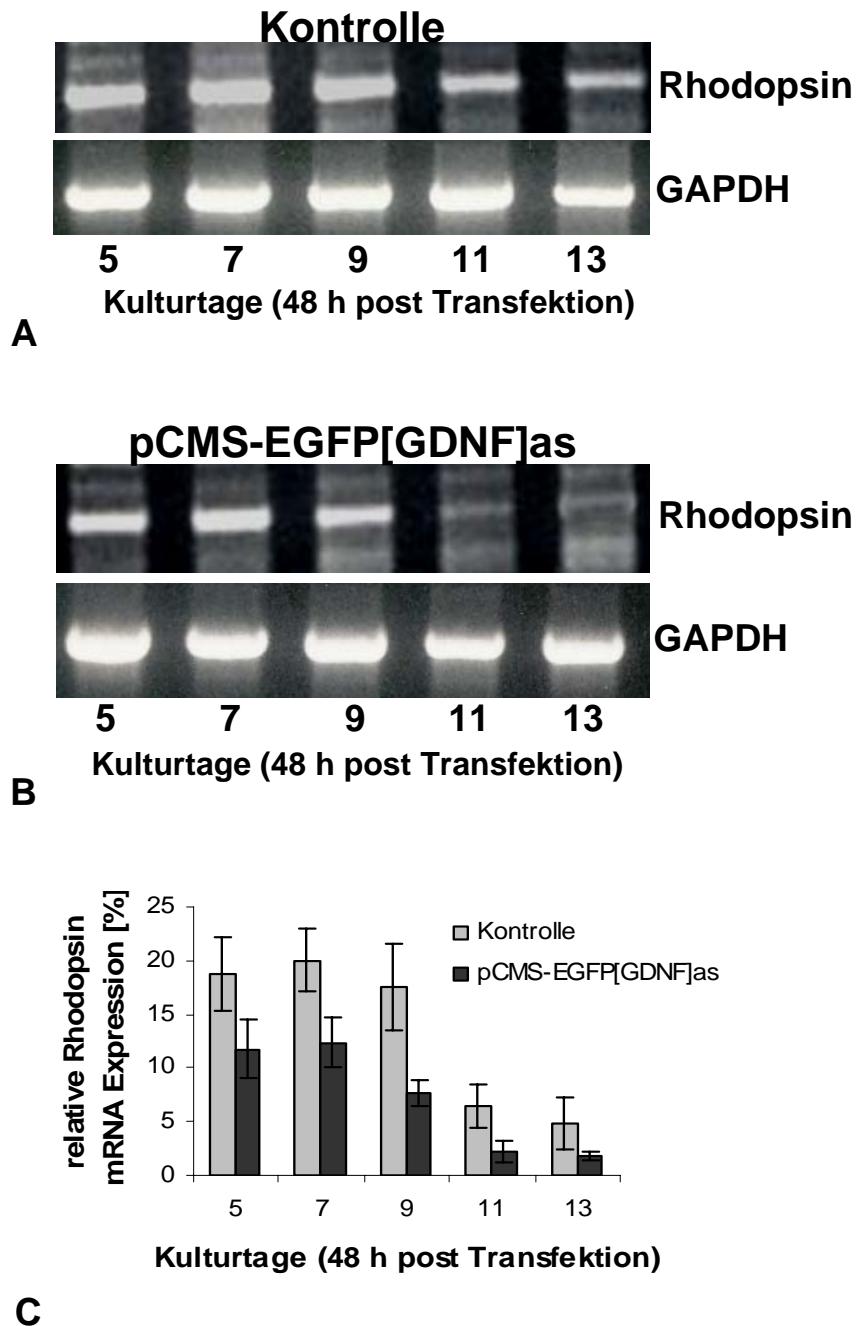 Kontrolle
Rhodopsin
GAPDH
5 7 9 11 13
Kulturtage (48 h post Transfektion)
A
pCMS-EGFP[GDNF]as
Rhodopsin
GAPDH
5 7 9 11 13
Kulturtage (48 h post Transfektion)
B
relative Rhodopsin
mRNA Expression [%]
25
20
15
10
5
0
Kontrolle
pCMS-EGFP[GDNF]as
5 7 9 11 13
Kulturtage (48 h post Transfektion)
C